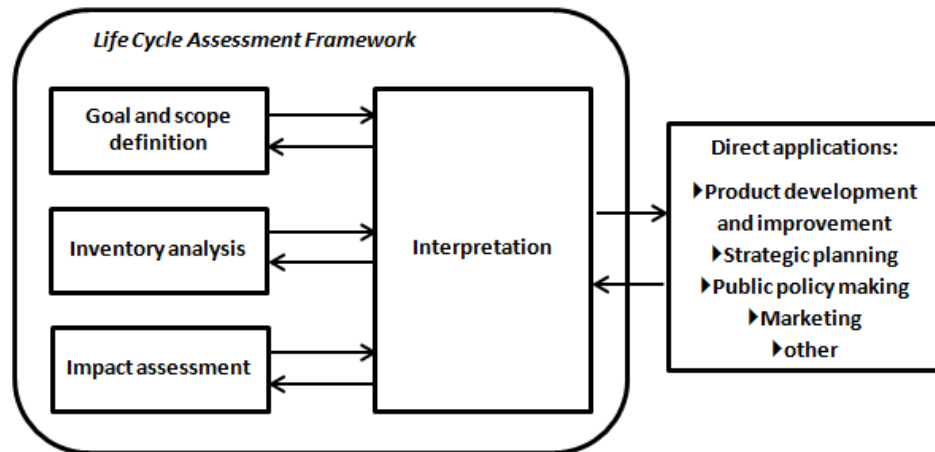 Life Cycle Assessment Framework
Goal and scope
definition
Inventory analysis
Impact assessment
Interpretation
Direct applications:
Product development
and improvement
Strategic planning
Public policy making
Marketing
other